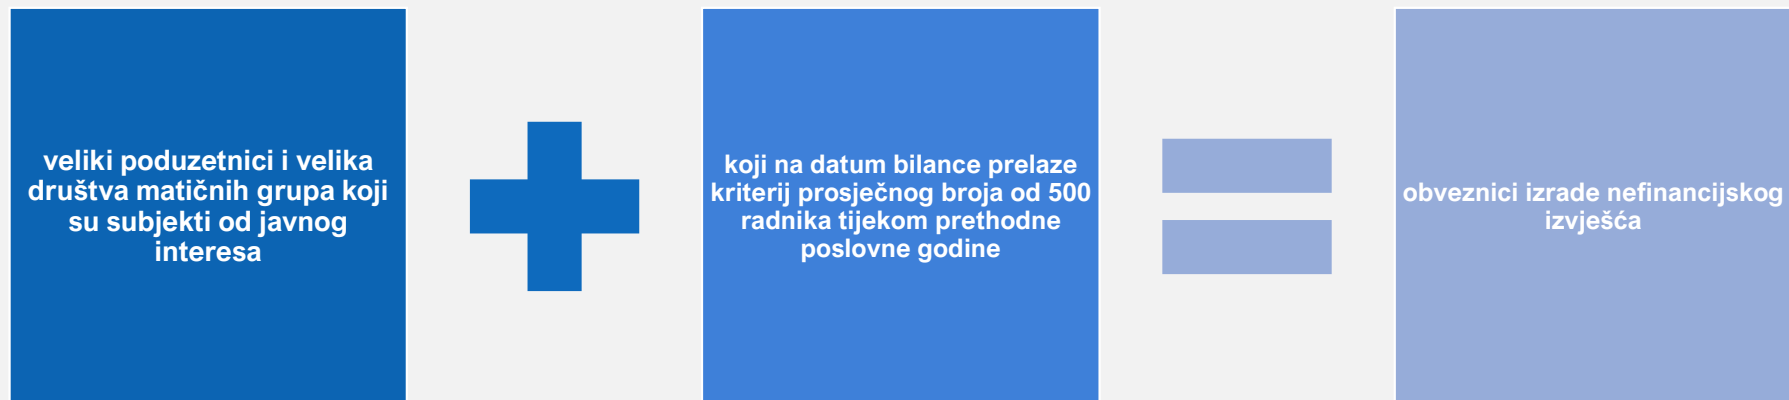 veliki poduzetnici i velika
društva matičnih grupa koji
su subjekti od javnog
interesa
koji na datum bilance prelaze
kriterij prosječnog broja od 500
radnika tijekom prethodne
poslovne godine
obveznici izrade nefinancijskog
izvješća